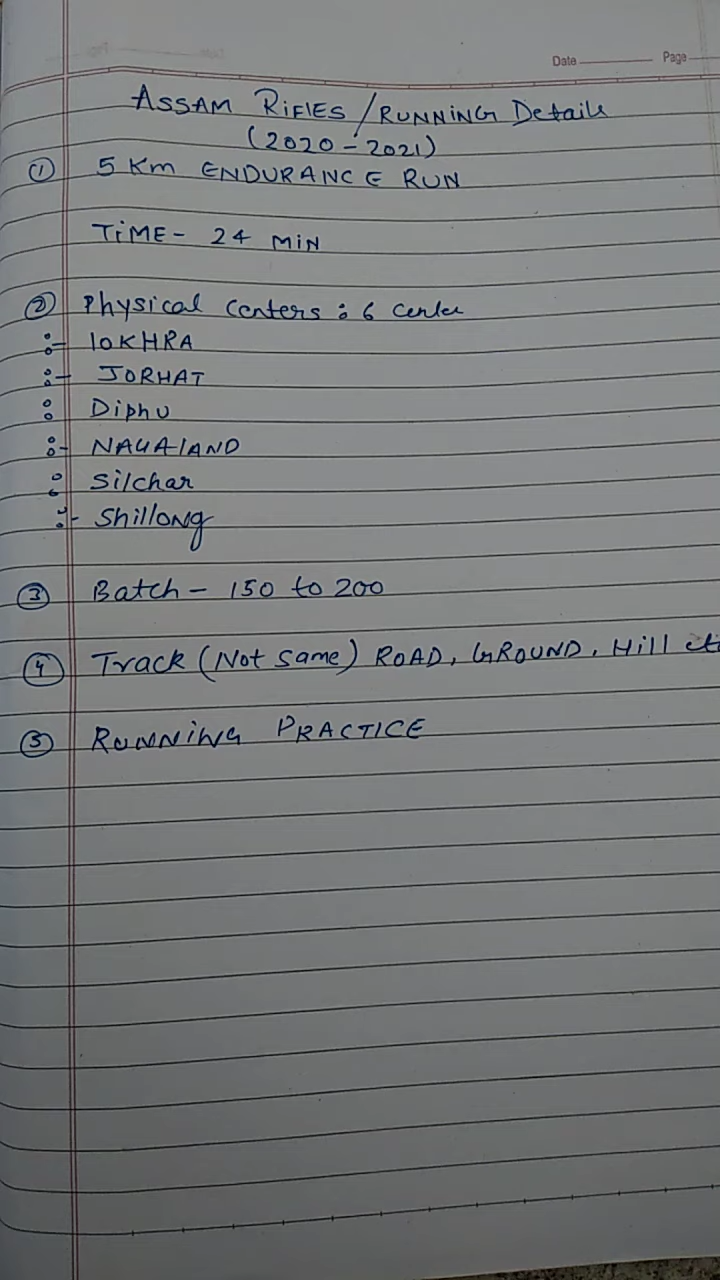 Date Page
ASSAM RIFlES / RUNNING Details
(2020-2021)
① 5 Km ENDURANCE RUN
TiME - 24 MiN
② Physical Centers : 6 Center
:- lOKHRA
:- JORHAT
: Diphu
:- NAGAlAND
: Silchar
:- Shillong
③ Batch - 150 to 200
④ Track (Not same) ROAD, GROUND, Hill etc
⑤ RUNNiNG PRACTICE